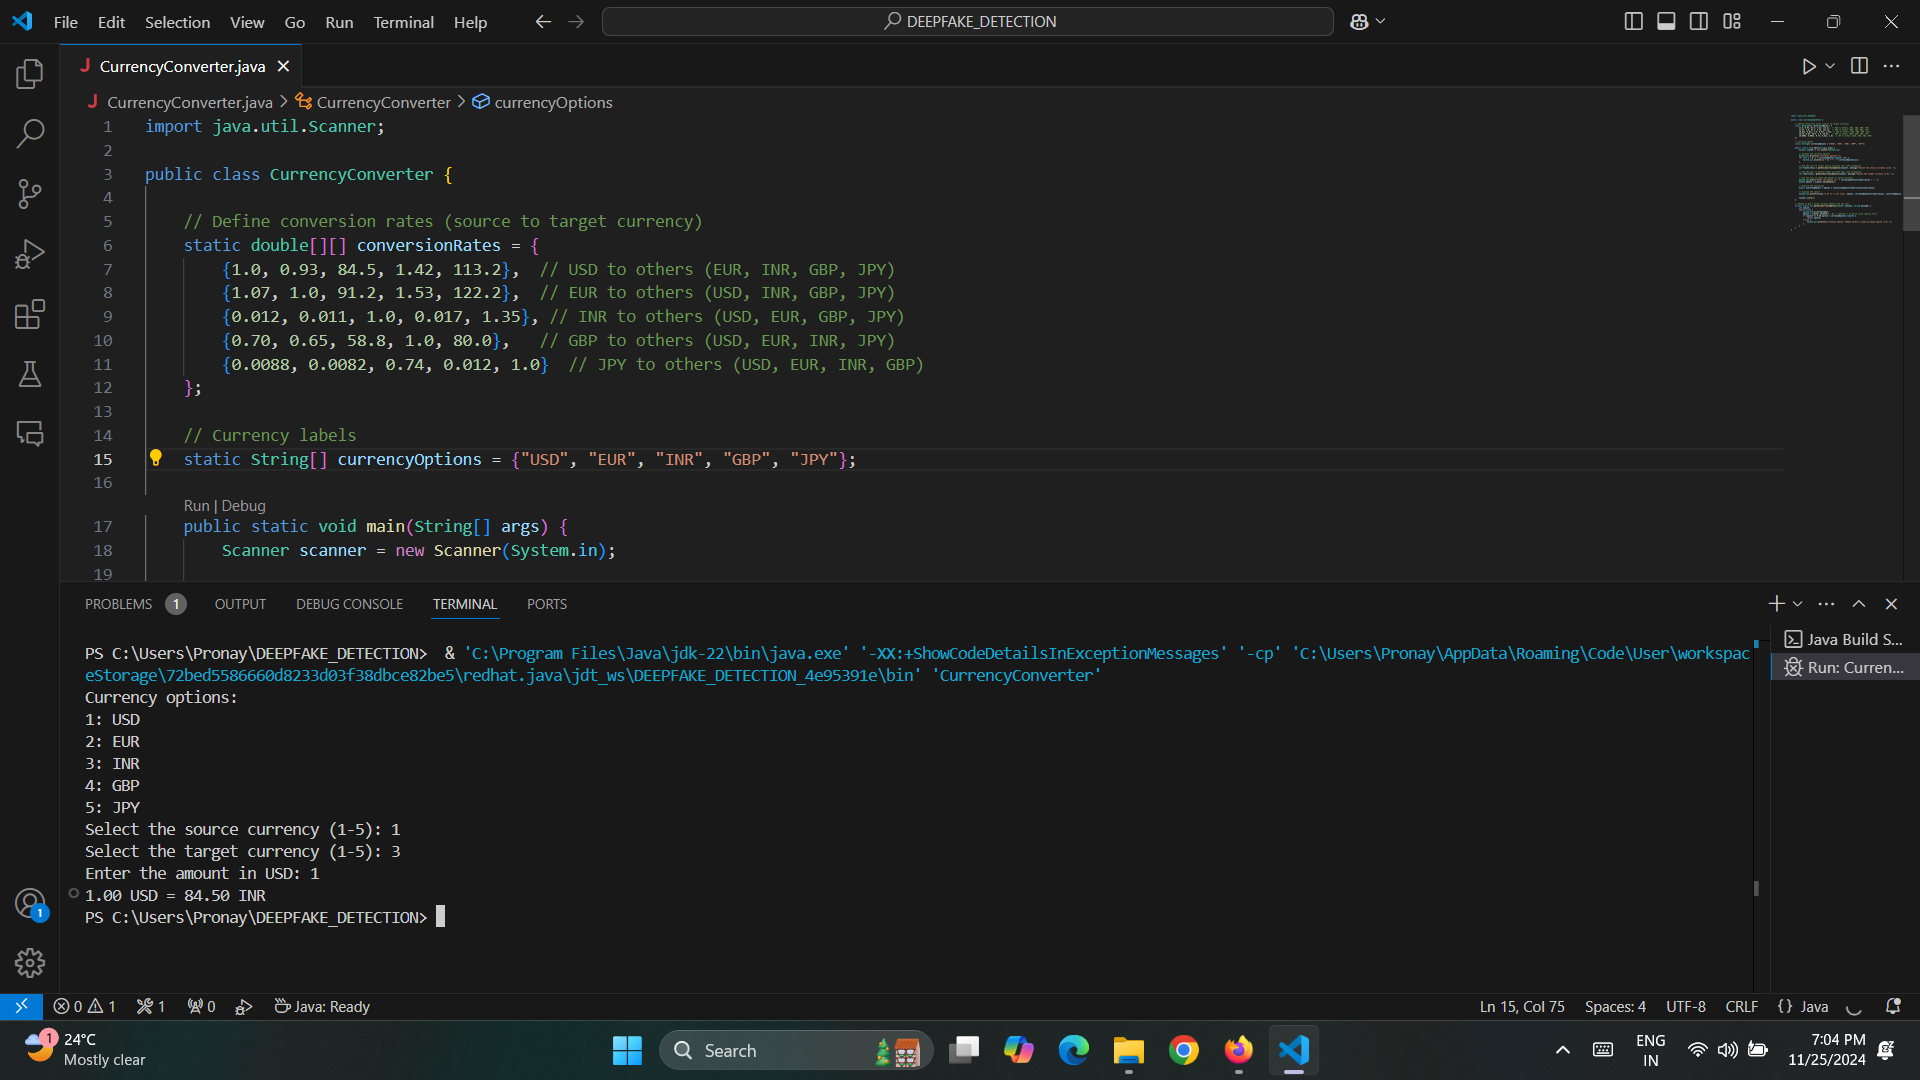 File Edit Selection View Go Run Terminal Help
DEEPFAKE_DETECTION
CurrencyConverter.java
CurrencyConverter.java > CurrencyConverter > currencyOptions
1 import java.util.Scanner;
2
3 public class CurrencyConverter {
4
5 // Define conversion rates (source to target currency)
6 static double[][] conversionRates = {
7 {1.0, 0.93, 84.5, 1.42, 113.2}, // USD to others (EUR, INR, GBP, JPY)
8 {1.07, 1.0, 91.2, 1.53, 122.2}, // EUR to others (USD, INR, GBP, JPY)
9 {0.012, 0.011, 1.0, 0.017, 1.35}, // INR to others (USD, EUR, GBP, JPY)
10 {0.70, 0.65, 58.8, 1.0, 80.0}, // GBP to others (USD, EUR, INR, JPY)
11 {0.0088, 0.0082, 0.74, 0.012, 1.0} // JPY to others (USD, EUR, INR, GBP)
12 };
13
14 // Currency labels
15 static String[] currencyOptions = {"USD", "EUR", "INR", "GBP", "JPY"};
16
Run | Debug
17 public static void main(String[] args) {
18 Scanner scanner = new Scanner(System.in);
19
PROBLEMS 1 OUTPUT DEBUG CONSOLE TERMINAL PORTS
Java Build S...
Run: Curren...
PS C:\Users\Pronay\DEEPFAKE_DETECTION> & 'C:\Program Files\Java\jdk-22\bin\java.exe' '-XX:+ShowCodeDetailsInExceptionMessages' '-cp' 'C:\Users\Pronay\AppData\Roaming\Code\User\workspac
eStorage\72bed5586660d8233d03f38dbce82be5\redhat.java\jdt_ws\DEEPFAKE_DETECTION_4e95391e\bin' 'CurrencyConverter'
Currency options:
1: USD
2: EUR
3: INR
4: GBP
5: JPY
Select the source currency (1-5): 1
Select the target currency (1-5): 3
Enter the amount in USD: 1
1.00 USD = 84.50 INR
PS C:\Users\Pronay\DEEPFAKE_DETECTION>
1
0 1 1 0 Java: Ready Ln 15, Col 75 Spaces: 4 UTF-8 CRLF {} Java
1
24°C
Mostly clear
Search
ENG
IN
7:04 PM
11/25/2024